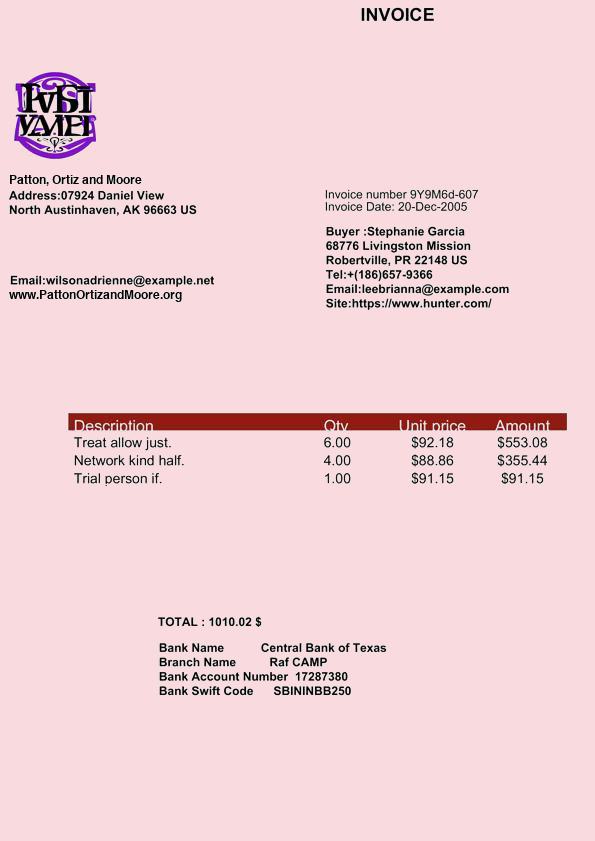 INVOICE
Patton, Ortiz and Moore
Address:07924 Daniel View
North Austinhaven, AK 96663 US
Invoice number 9Y9M6d-607
Invoice Date: 20-Dec-2005
Buyer :Stephanie Garcia
68776 Livingston Mission
Robertville, PR 22148 US
Tel:+(186)657-9366
Email:leebrianna@example.com
Site:https://www.hunter.com/
Email:wilsonadrienne@example.net
www.PattonOrtizandMoore.org
Description Qty Unit price Amount
Treat allow just. 6.00 $92.18 $553.08
Network kind half. 4.00 $88.86 $355.44
Trial person if. 1.00 $91.15 $91.15
TOTAL : 1010.02 $
Bank Name Central Bank of Texas
Branch Name Raf CAMP
Bank Account Number 17287380
Bank Swift Code SBININBB250